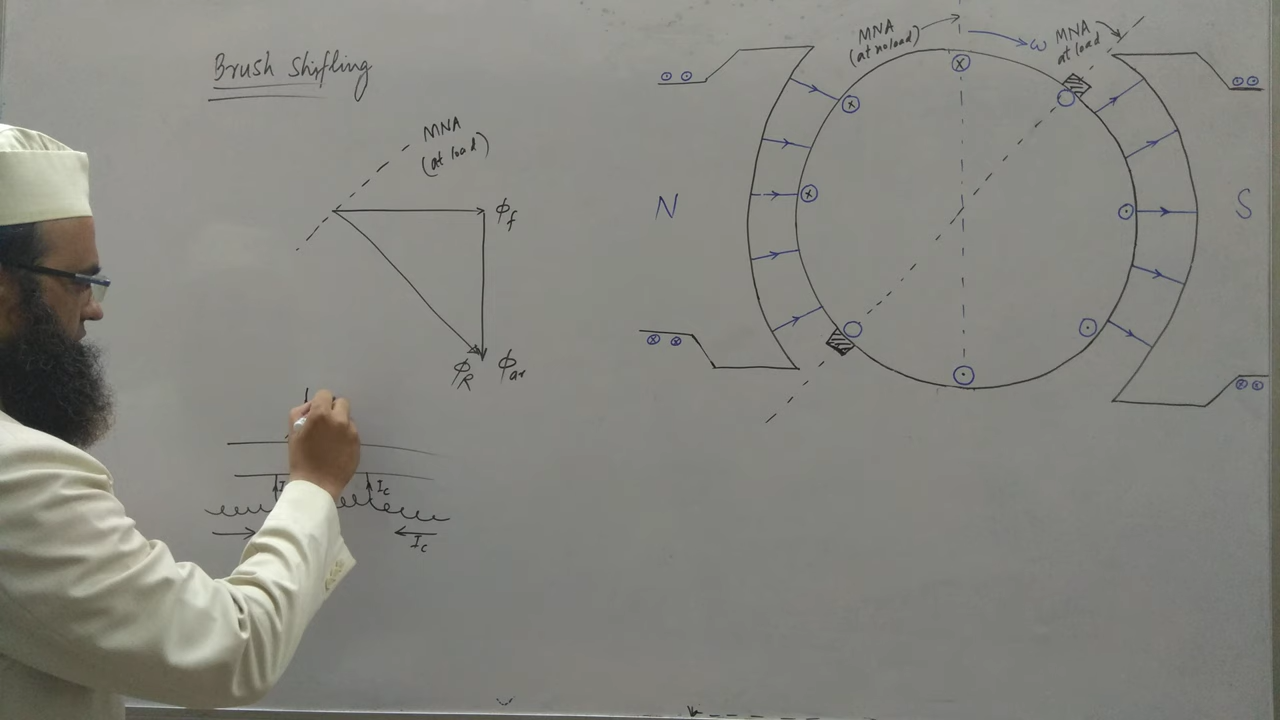 Brush Shifting
MNA
(at load)
ϕf
ϕR ϕar
Ic
Ic
MNA
(at no load)
ω
MNA
at load
N
S